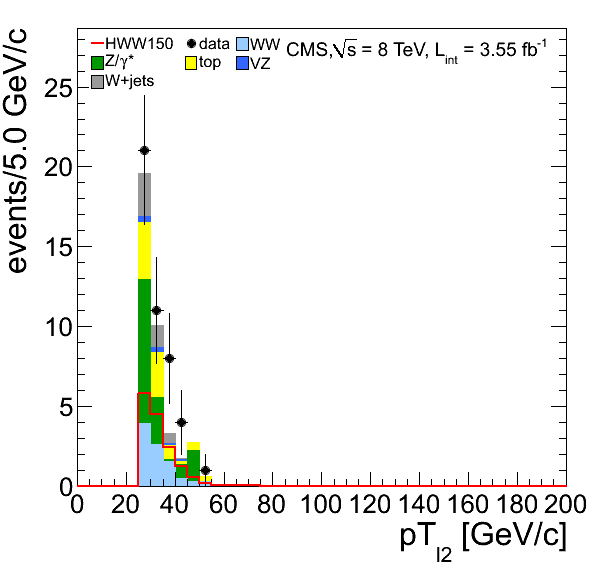 HWW150 data WW
Z/γ* top VZ
W+jets
CMS,√s = 8 TeV, L_int = 3.55 fb⁻¹
events/5.0 GeV/c
25
20
15
10
5
0
0 20 40 60 80 100 120 140 160 180 200
pT_l2 [GeV/c]